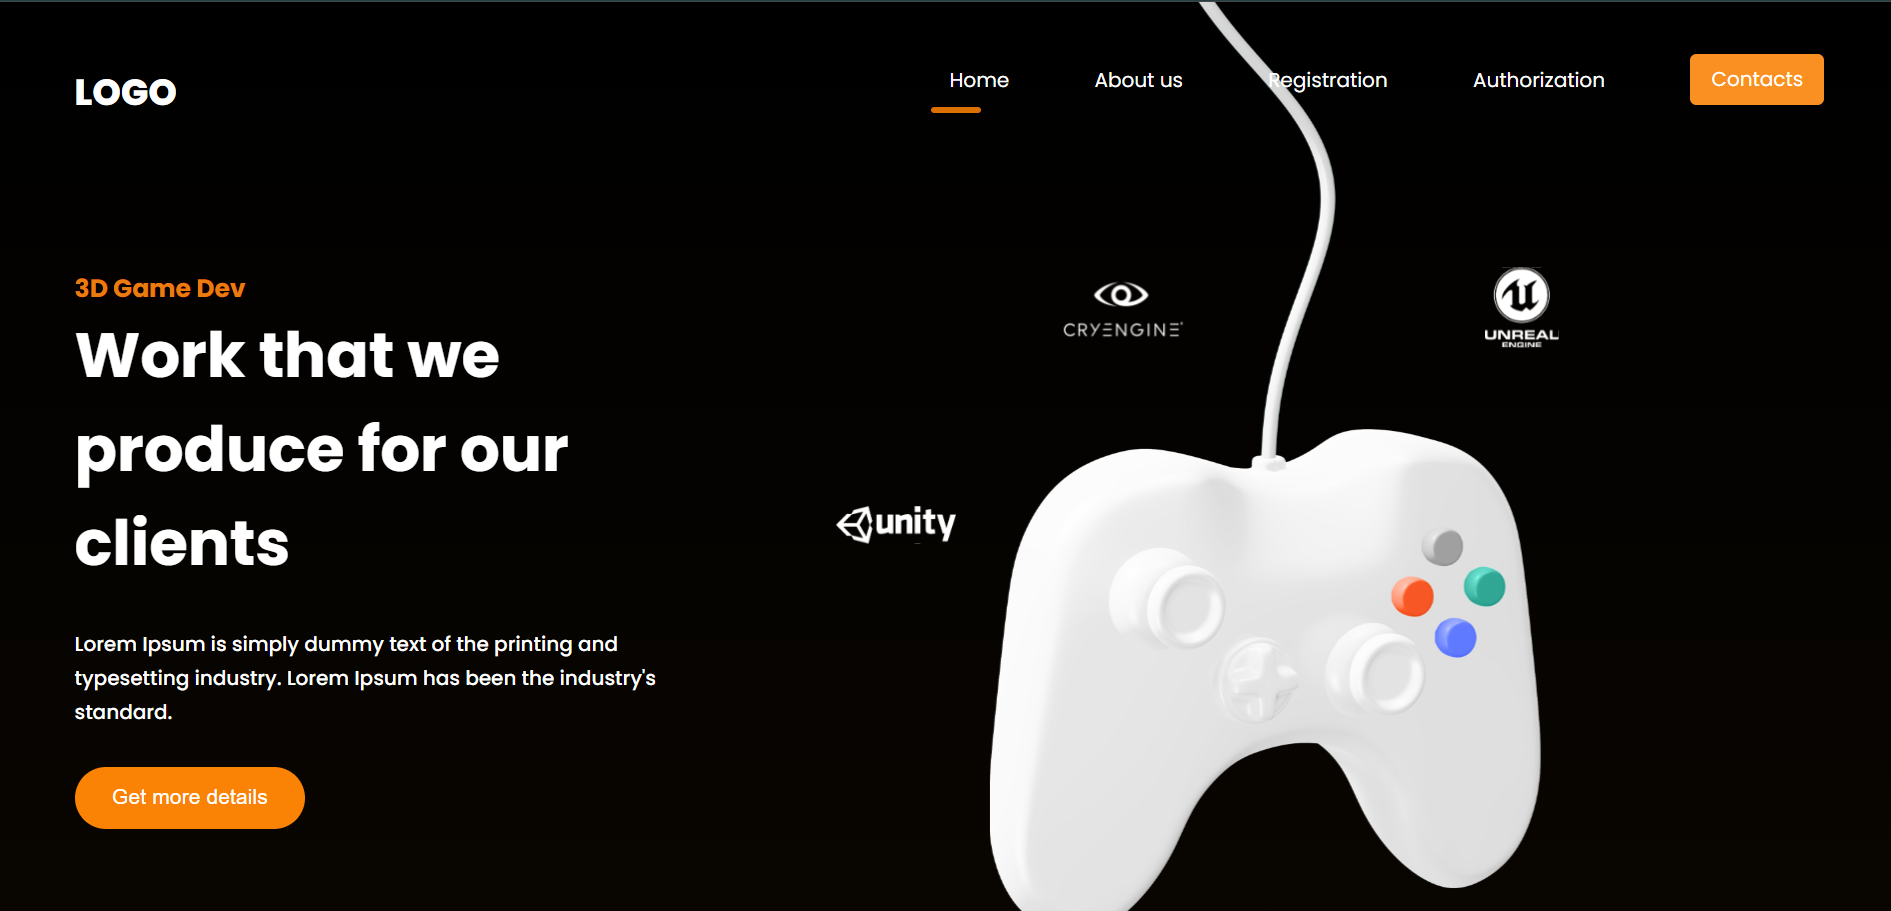 LOGO
Home
About us
Registration
Authorization
Contacts
3D Game Dev
Work that we
produce for our
clients
CRYENGINE
UNREAL
ENGINE
unity
Lorem Ipsum is simply dummy text of the printing and
typesetting industry. Lorem Ipsum has been the industry's
standard.
Get more details